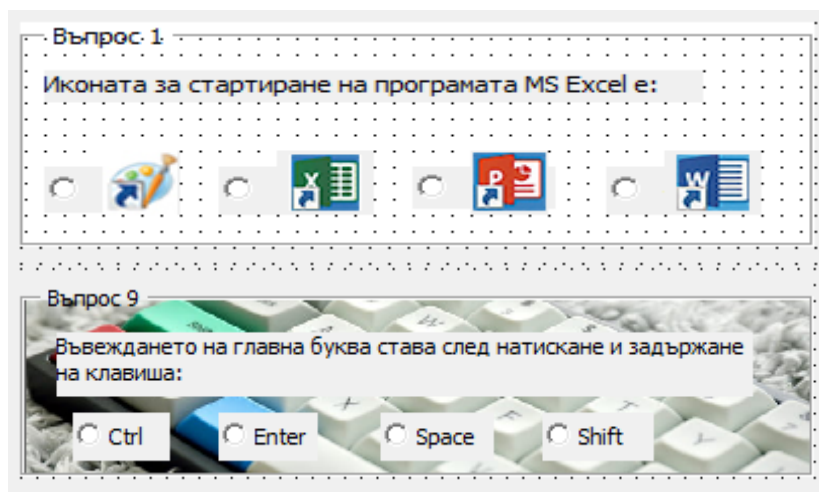 Въпрос 1
Иконата за стартиране на програмата MS Excel е:
X P W
Въпрос 9
Въвеждането на главна буква става след натискане и задържане
на клавиша:
Ctrl Enter Space Shift